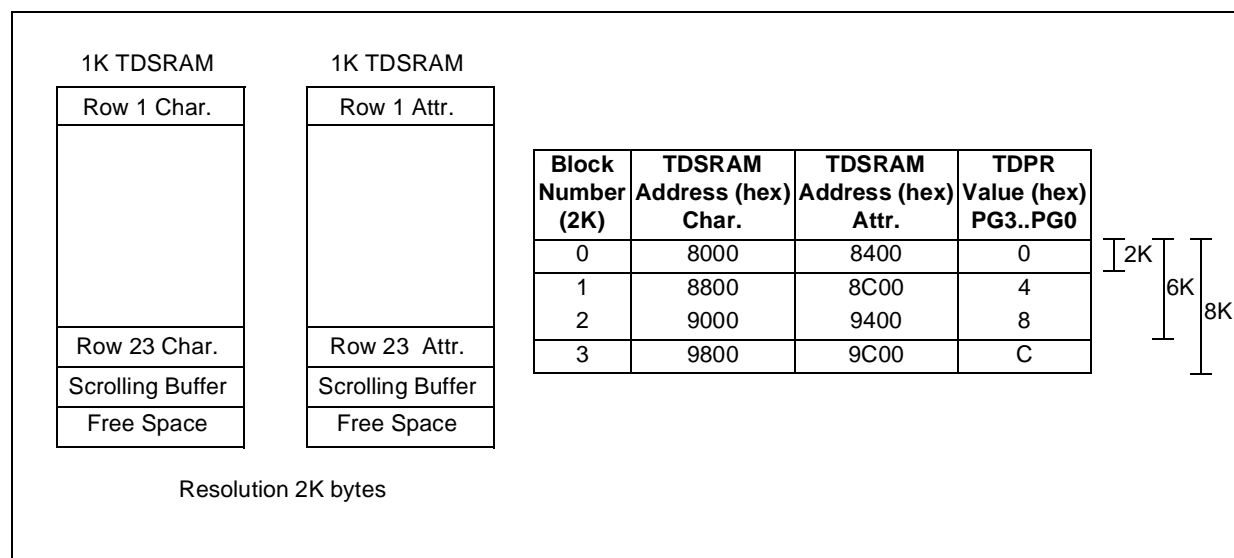 1K TDSRAM
1K TDSRAM
Row 1 Char.
Row 1 Attr.
Row 23 Char.
Row 23 Attr.
Scrolling Buffer
Scrolling Buffer
Free Space
Free Space
Resolution 2K bytes
Block Number (2K) TDSRAM Address (hex) Char. TDSRAM Address (hex) Attr. TDPR Value (hex) PG3..PG0
0 8000 8400 0
1 8800 8C00 4
2 9000 9400 8
3 9800 9C00 C
2K
6K
8K